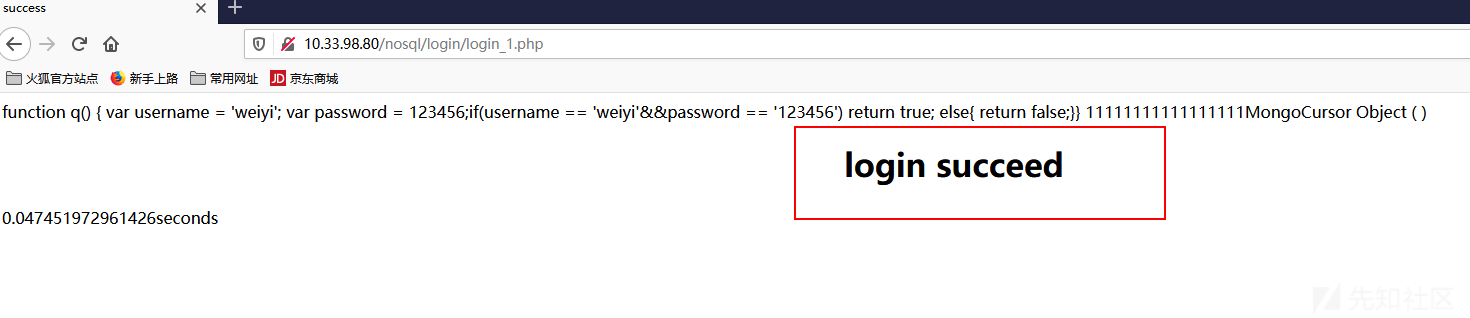 success
10.33.98.80/nosql/login/login_1.php
火狐官方站点 新手上路 常用网址 JD 京东商城
function q() { var username = 'weiyi'; var password = 123456;if(username == 'weiyi'&&password == '123456') return true; else{ return false;}} 11111111111111111MongoCursor Object ( )
login succeed
0.047451972961426seconds
先知社区